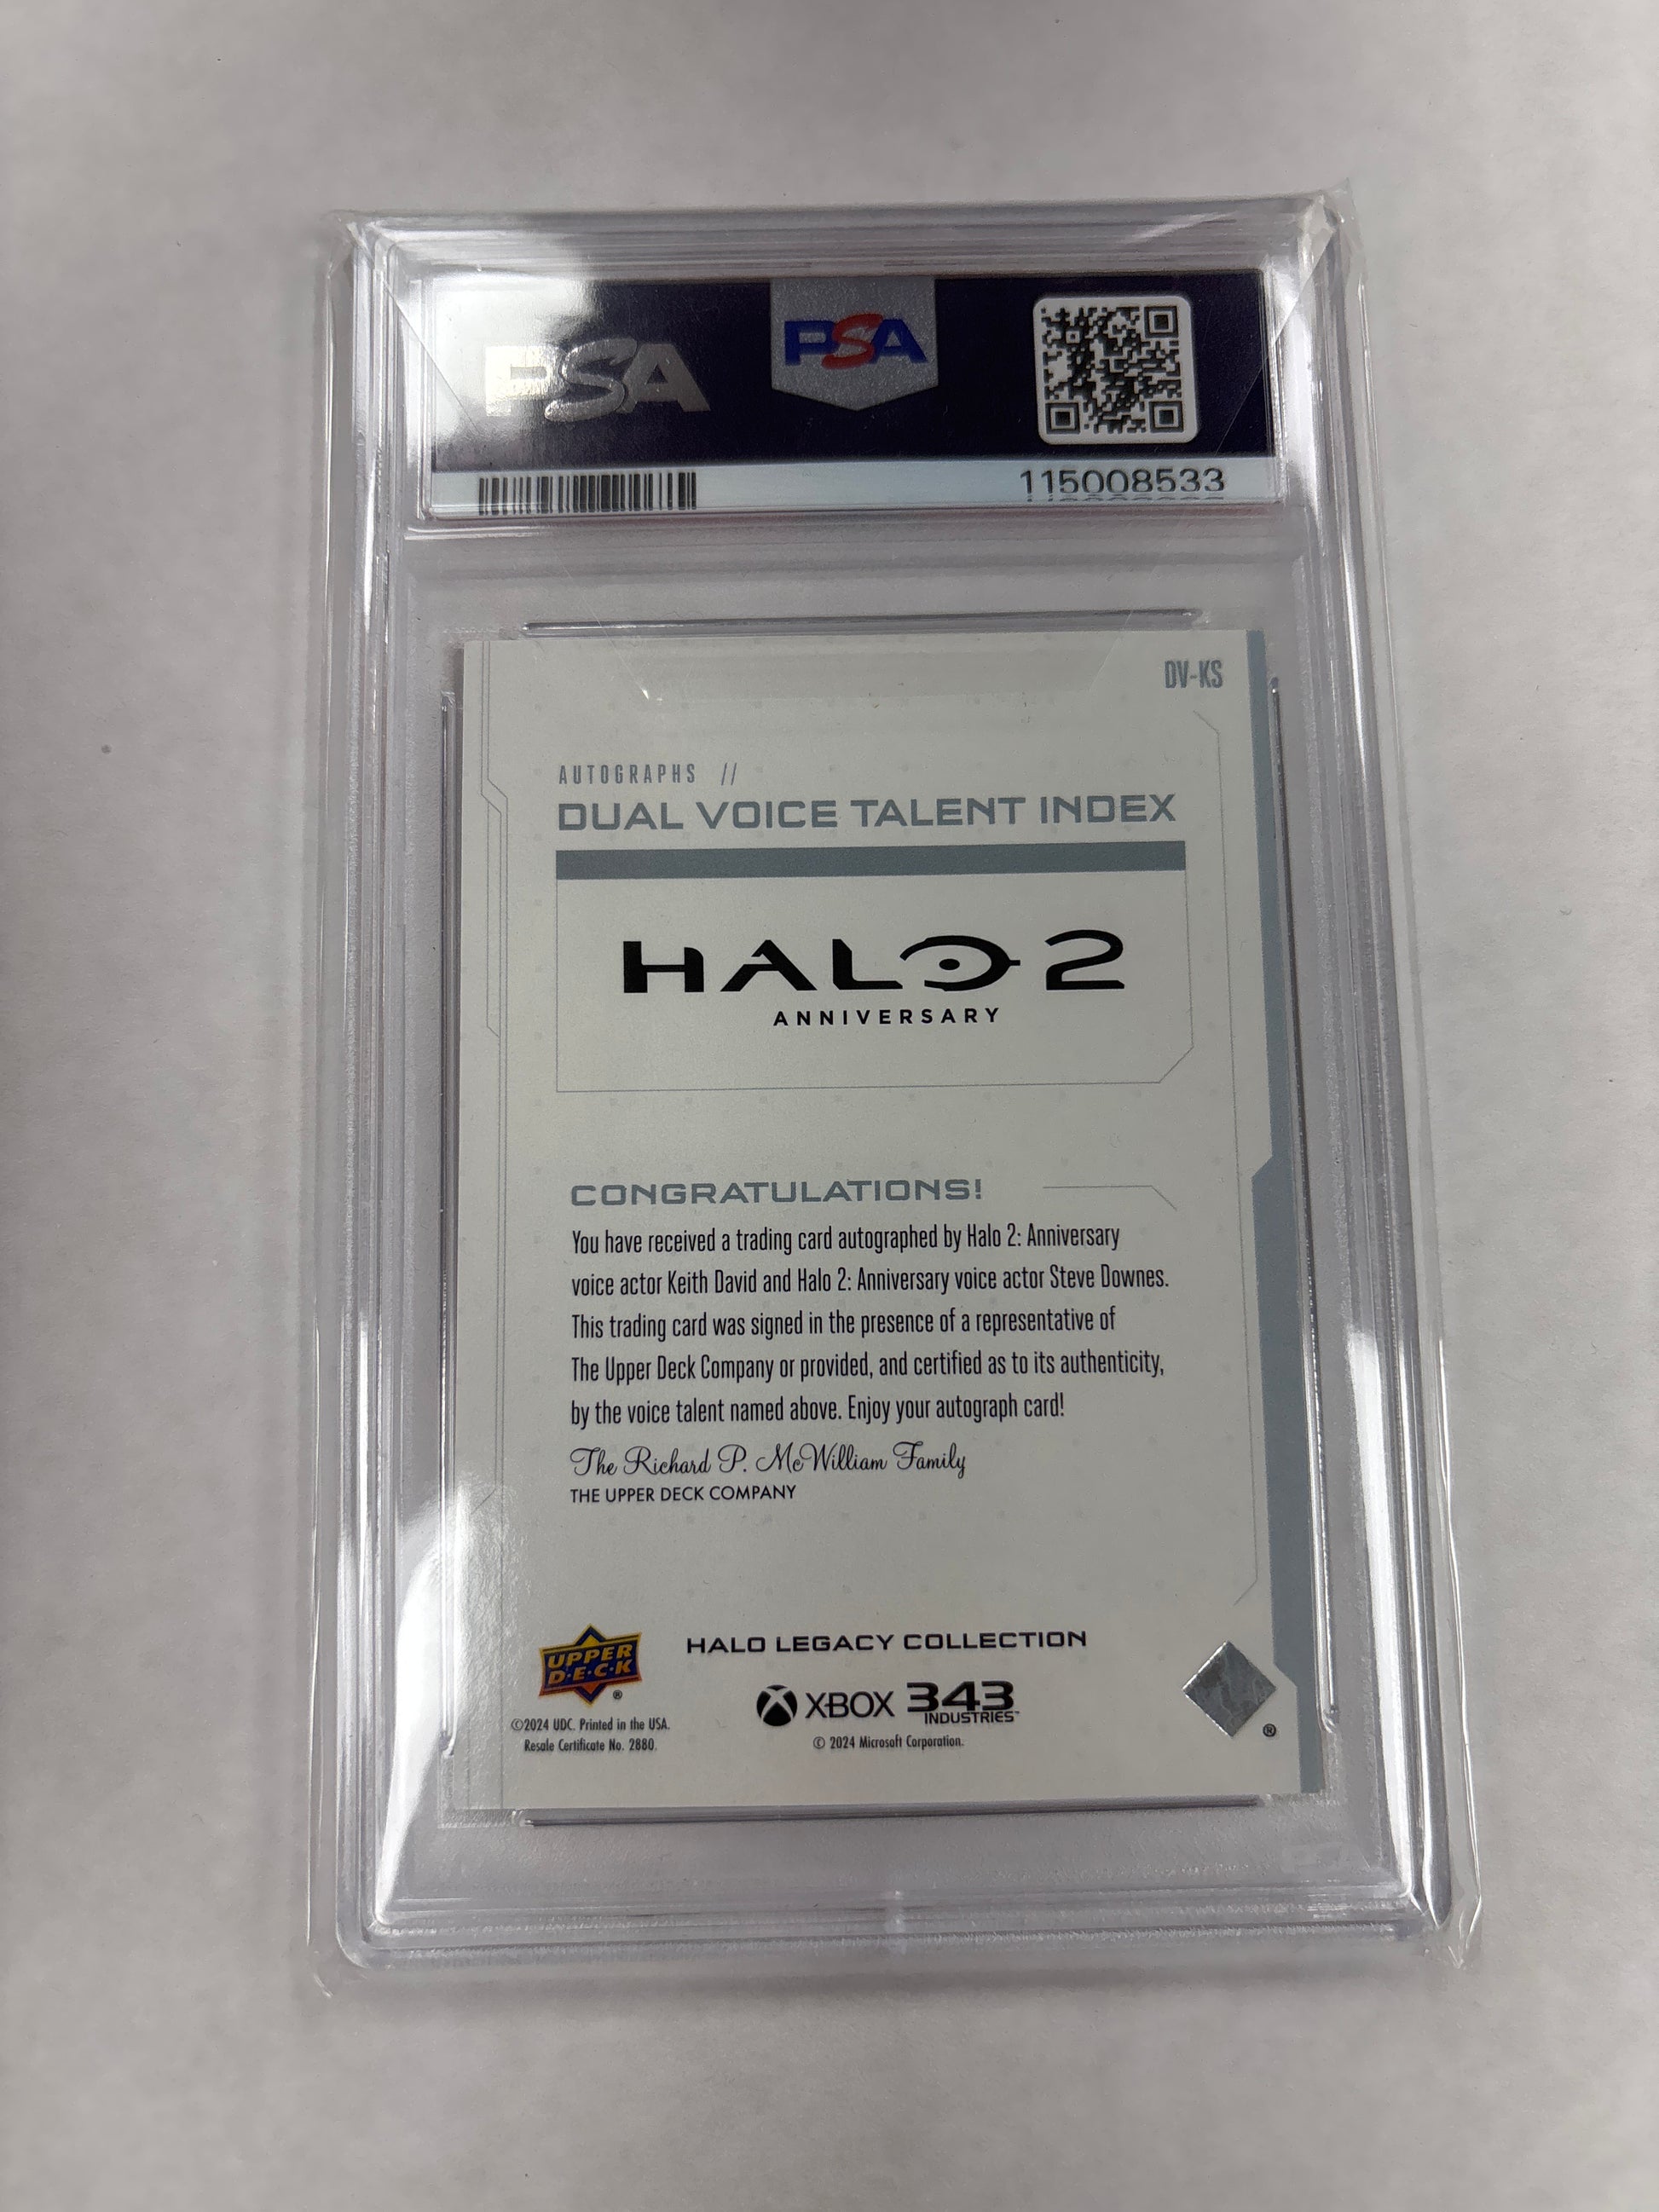 PSA
PSA
115008533
DV-KS
AUTOGRAPHS //
DUAL VOICE TALENT INDEX
HALO 2
ANNIVERSARY
CONGRATULATIONS!
You have received a trading card autographed by Halo 2: Anniversary
voice actor Keith David and Halo 2: Anniversary voice actor Steve Downes.
This trading card was signed in the presence of a representative of
The Upper Deck Company or provided, and certified as to its authenticity,
by the voice talent named above. Enjoy your autograph card!
The Richard P. McWilliam Family
THE UPPER DECK COMPANY
UPPER
D·E·C·K
®
HALO LEGACY COLLECTION
XBOX 343
INDUSTRIES™
©2024 UDC. Printed in the USA.
Resale Certificate No. 2880.
© 2024 Microsoft Corporation.
®